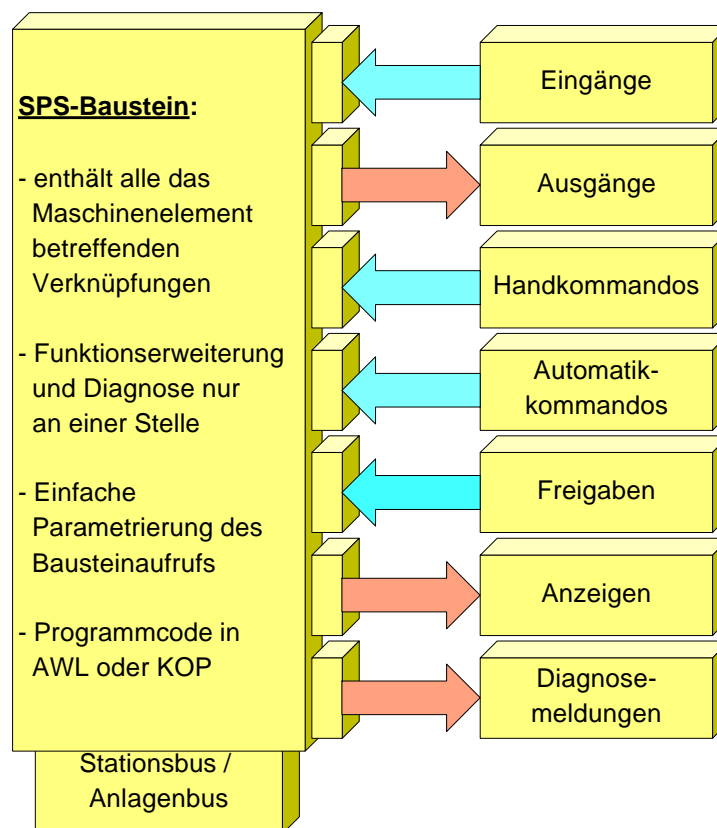 SPS-Baustein:
- enthält alle das
Maschinenelement
betreffenden
Verknüpfungen
- Funktionserweiterung
und Diagnose nur
an einer Stelle
- Einfache
Parametrierung des
Bausteinaufrufs
- Programmcode in
AWL oder KOP
Stationsbus /
Anlagenbus
Eingänge
Ausgänge
Handkommandos
Automatik-
kommandos
Freigaben
Anzeigen
Diagnose-
meldungen